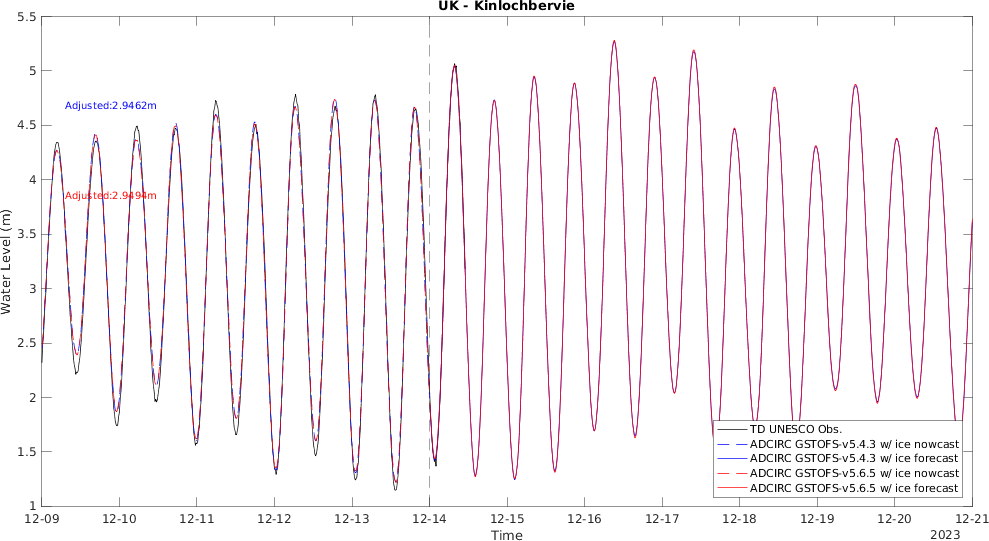 UK - Kinlochbervie
Water Level (m)
5.5
5
4.5
4
3.5
3
2.5
2
1.5
1
Adjusted:2.9462m
Adjusted:2.9494m
TD UNESCO Obs.
ADCIRC GSTOFS-v5.4.3 w/ ice nowcast
ADCIRC GSTOFS-v5.4.3 w/ ice forecast
ADCIRC GSTOFS-v5.6.5 w/ ice nowcast
ADCIRC GSTOFS-v5.6.5 w/ ice forecast
12-09 12-10 12-11 12-12 12-13 12-14 12-15 12-16 12-17 12-18 12-19 12-20 12-21
Time
2023